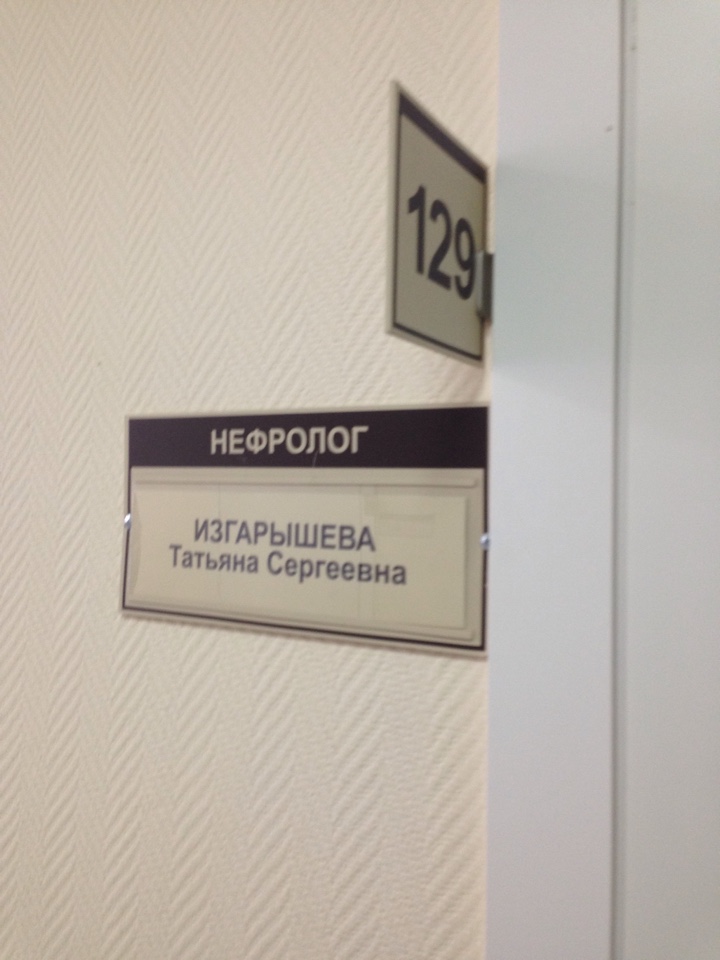 129
НЕФРОЛОГ
ИЗГАРЫШЕВА
Татьяна Сергеевна